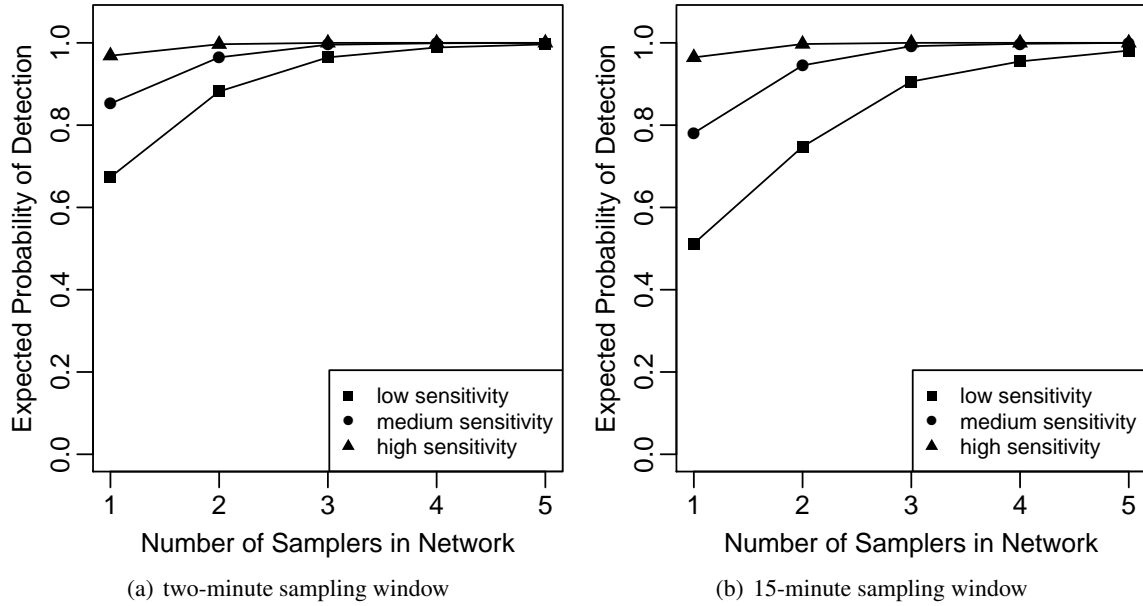 Expected Probability of Detection
1.0
0.8
0.6
0.4
0.2
0.0
low sensitivity
medium sensitivity
high sensitivity
1 2 3 4 5
Number of Samplers in Network
(a) two-minute sampling window
Expected Probability of Detection
1.0
0.8
0.6
0.4
0.2
0.0
low sensitivity
medium sensitivity
high sensitivity
1 2 3 4 5
Number of Samplers in Network
(b) 15-minute sampling window